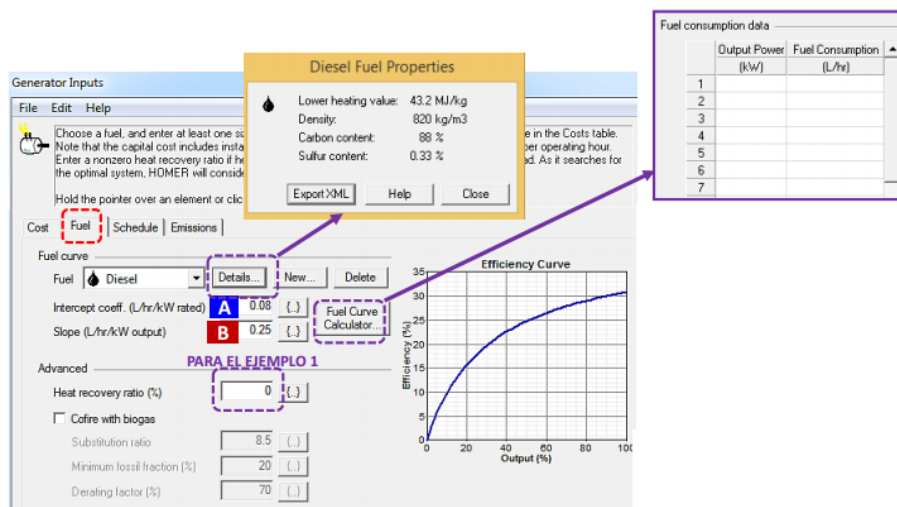 Fuel consumption data
Output Power Fuel Consumption
(kW) (L/hr)
1
2
3
4
5
6
7
Diesel Fuel Properties
Lower heating value: 43.2 MJ/kg
Density: 820 kg/m3
Carbon content: 88 %
Sulfur content: 0.33 %
Export XML Help Close
Generator Inputs
File Edit Help
Choose a fuel, and enter at least one si e in the Costs table.
Note that the capital cost includes insta per operating hour.
Enter a nonzero heat recovery ratio if he d. As it searches for
the optimal system, HOMER will consid
Hold the pointer over an element or clic
Cost Fuel Schedule Emissions
Fuel curve
Fuel Diesel Details... New... Delete
Intercept coeff. (L/hr/kW rated) A 0.08 {..}
Slope (L/hr/kW output) B 0.25 {..}
Fuel Curve
Calculator...
PARA EL EJEMPLO 1
Advanced
Heat recovery ratio (%) 0 {..}
Cofire with biogas
Substitution ratio 8.5 {..}
Minimum fossil fraction (%) 20 {..}
Derating factor (%) 70 {..}
Efficiency Curve
Efficiency (%)
35
30
25
20
15
10
5
0
0 20 40 60 80 100
Output (%)